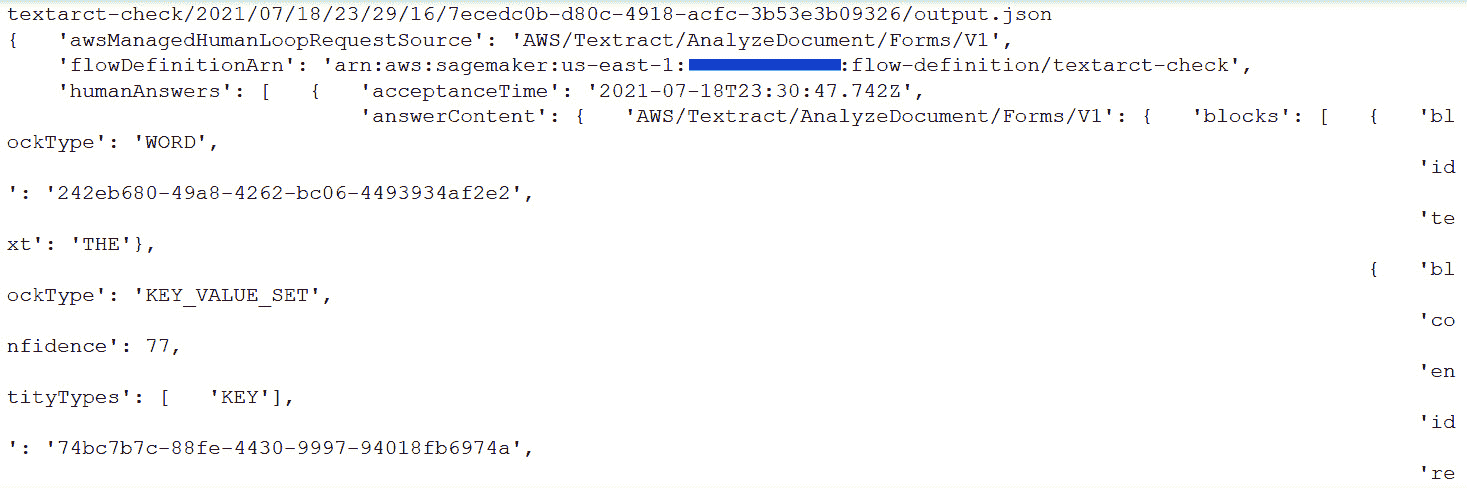 textarct-check/2021/07/18/23/29/16/7ecedc0b-d80c-4918-acfc-3b53e3b09326/output.json
{   'awsManagedHumanLoopRequestSource': 'AWS/Textract/AnalyzeDocument/Forms/V1',
    'flowDefinitionArn': 'arn:aws:sagemaker:us-east-1:            :flow-definition/textarct-check',
    'humanAnswers': [   {   'acceptanceTime': '2021-07-18T23:30:47.742Z',
                            'answerContent': {   'AWS/Textract/AnalyzeDocument/Forms/V1': {   'blocks': [   {   'bl
ockType': 'WORD',
                                                                                                                'id
': '242eb680-49a8-4262-bc06-4493934af2e2',
                                                                                                                'te
xt': 'THE'},
                                                                                                            {   'bl
ockType': 'KEY_VALUE_SET',
                                                                                                                'co
nfidence': 77,
                                                                                                                'en
tityTypes': [   'KEY'],
                                                                                                                'id
': '74bc7b7c-88fe-4430-9997-94018fb6974a',
                                                                                                                're